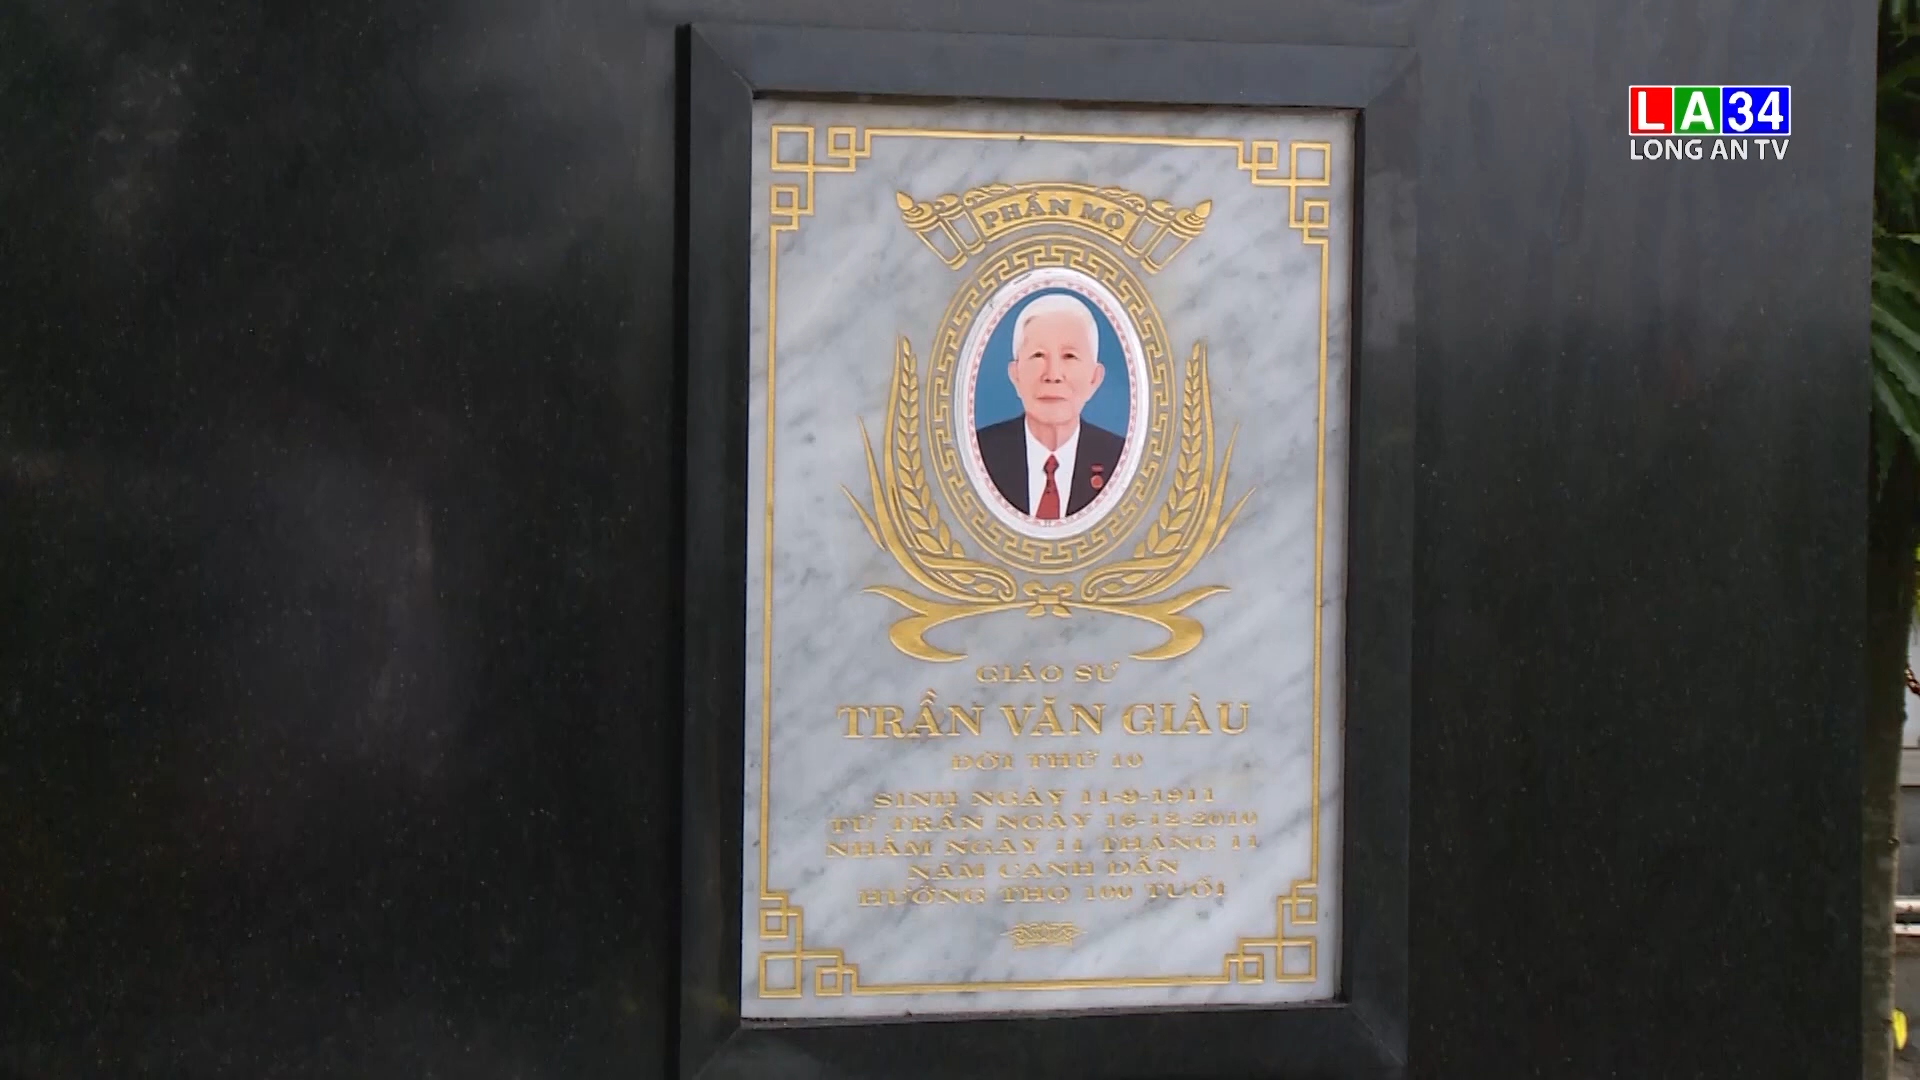 LA34
LONG AN TV
PHẦN MỘ
GIÁO SƯ
TRẦN VĂN GIÀU
ĐỜI THỨ 10
SINH NGÀY 11-9-1911
TỪ TRẦN NGÀY 16-12-2010
NHẰM NGÀY 11 THÁNG 11
NĂM CANH DẦN
HƯỞNG THỌ 100 TUỔI